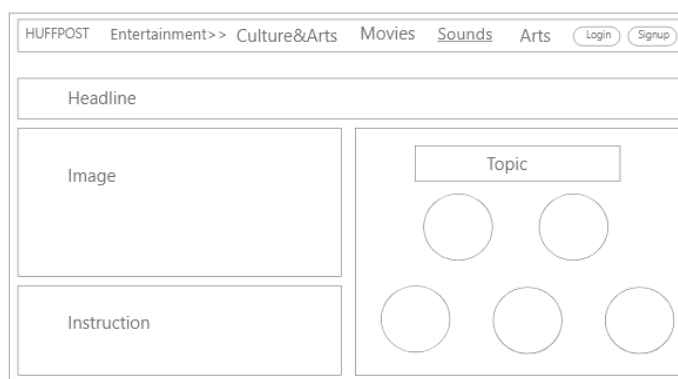 HUFFPOST Entertainment>> Culture&Arts Movies Sounds Arts Login Signup
Headline
Image
Topic
Instruction